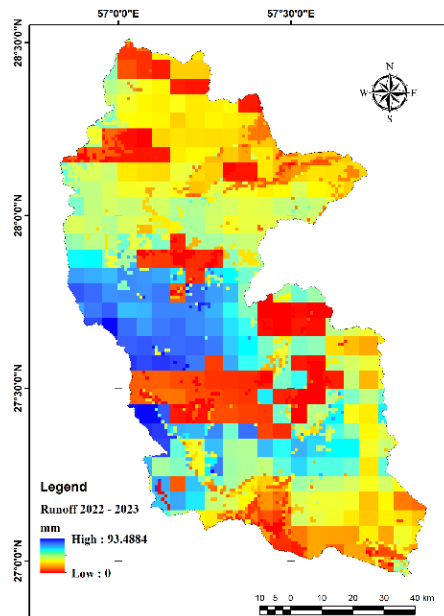 57°0'0"E 57°30'0"E
28°30'0"N
N
W E
S
28°0'0"N
27°30'0"N
Legend
Runoff 2022 - 2023
mm
High : 93.4884
Low : 0
27°0'0"N
10 5 0 10 20 30 40 km